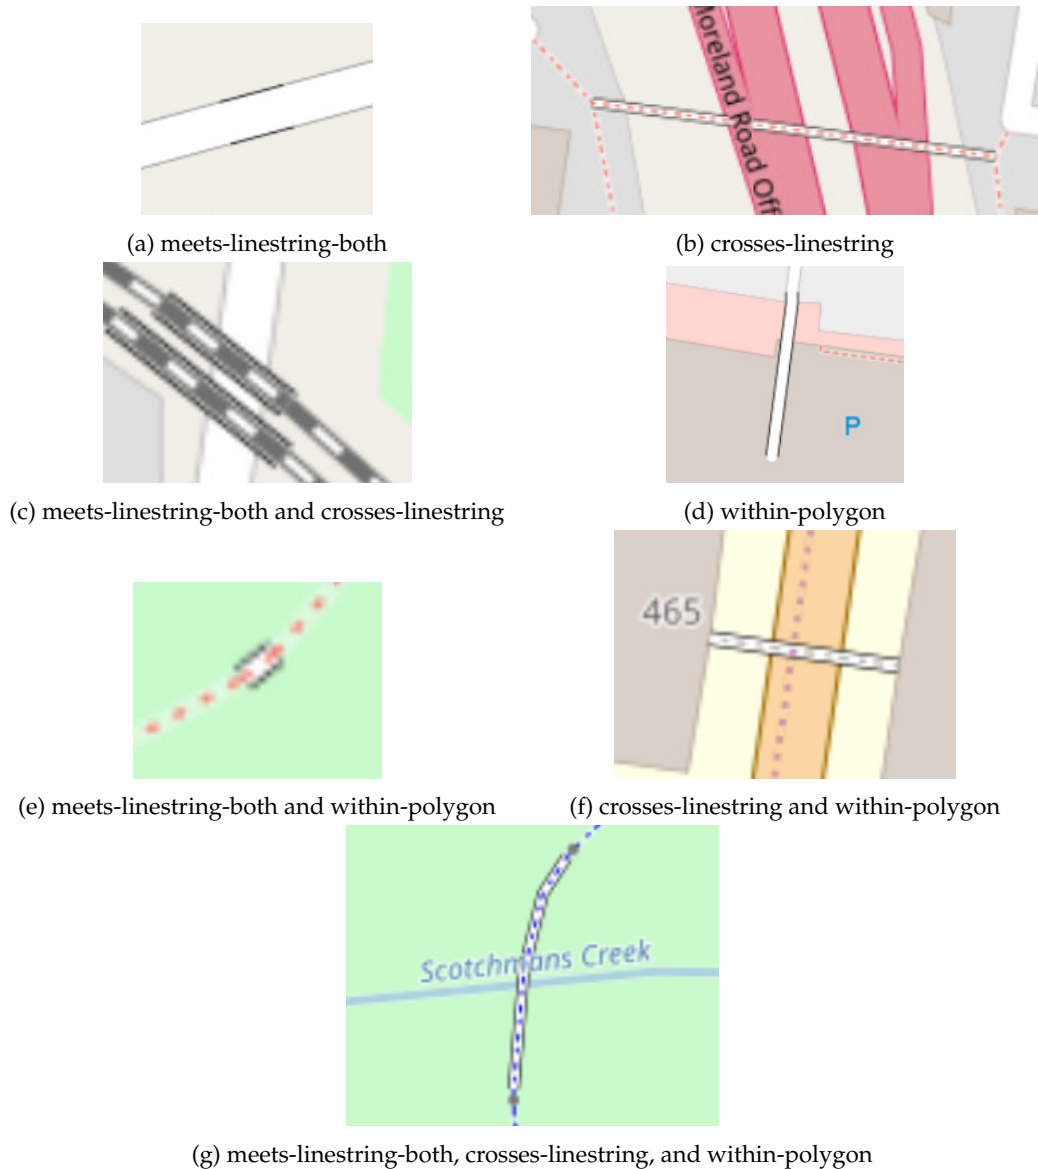 Moreland Road Off
(a) meets-linestring-both
(b) crosses-linestring
P
(c) meets-linestring-both and crosses-linestring
(d) within-polygon
465
(e) meets-linestring-both and within-polygon
(f) crosses-linestring and within-polygon
Scotchmans Creek
(g) meets-linestring-both, crosses-linestring, and within-polygon